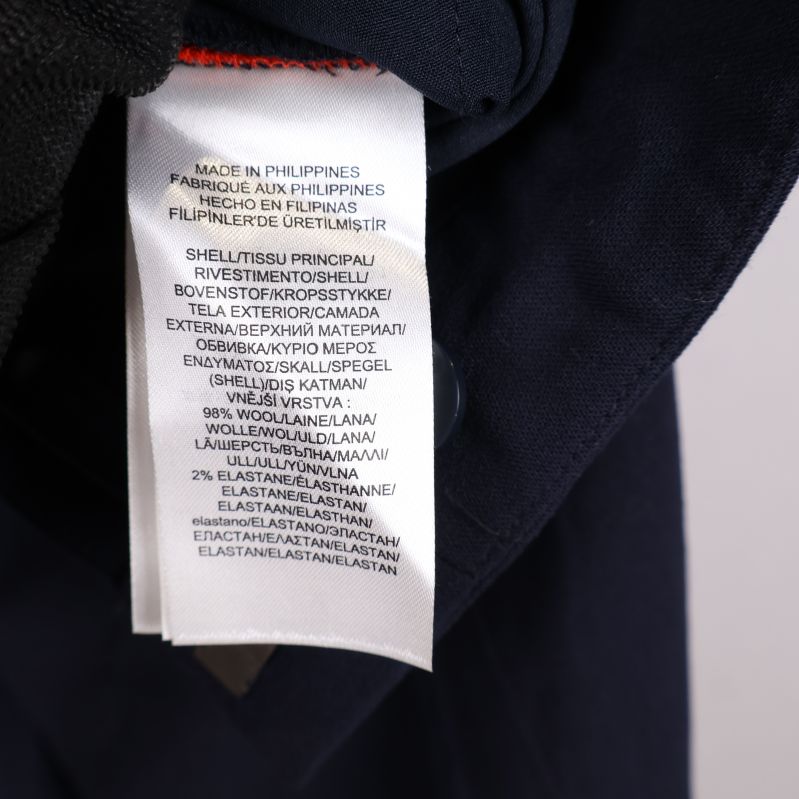 MADE IN PHILIPPINES
FABRIQUÉ AUX PHILIPPINES
HECHO EN FILIPINAS
FİLİPİNLER'DE ÜRETİLMİŞTİR
SHELL/TISSU PRINCIPAL/
RIVESTIMENTO/SHELL/
BOVENSTOF/KROPSSTYKKE/
TELA EXTERIOR/CAMADA
EXTERNA/ВЕРХНИЙ МАТЕРИАЛ/
ОБВИВКА/ΚΥΡΙΟ ΜΕΡΟΣ
ΕΝΔΥΜΑΤΟΣ/SKALL/SPEGEL
(SHELL)/DIŞ KATMAN/
VNĚJŠÍ VRSTVA :
98% WOOL/LAINE/LANA/
WOLLE/WOL/ULD/LANA/
LÃ/ШЕРСТЬ/ВЪЛНА/ΜΑΛΛΙ/
ULL/ULL/YÜN/VLNA
2% ELASTANE/ÉLASTHANNE/
ELASTANE/ELASTAN/
ELASTAAN/ELASTHAN/
elastano/ELASTANO/ЭЛАСТАН/
ЕЛАСТАН/ΕΛΑΣΤΑΝ/ELASTAN/
ELASTAN/ELASTAN/ELASTAN